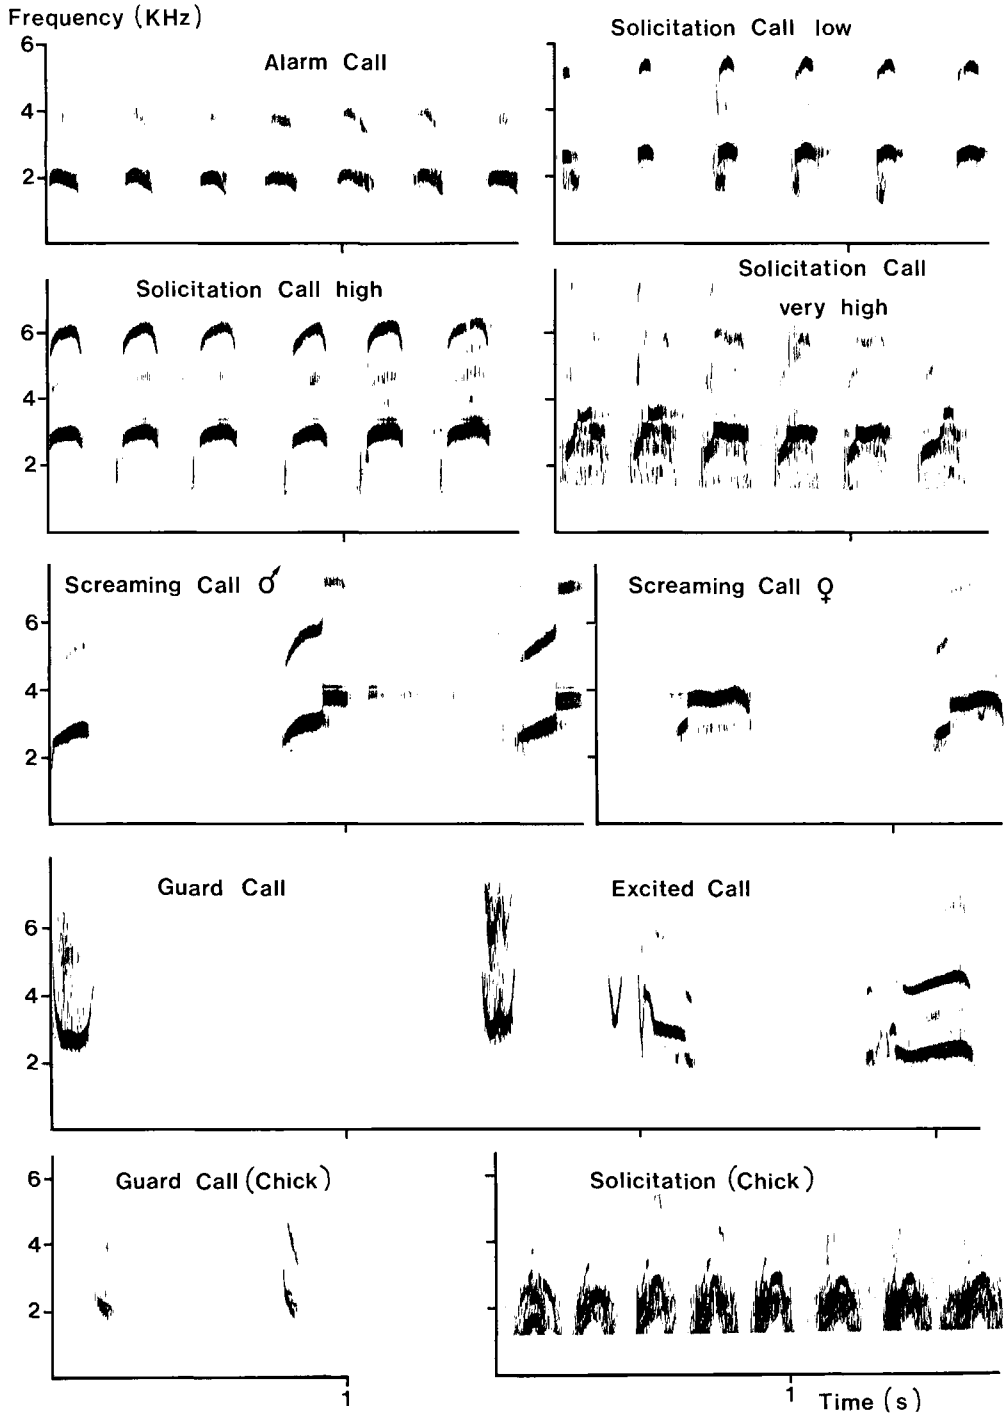 Frequency (KHz)
Alarm Call
Solicitation Call low
6
4
2
Solicitation Call high
Solicitation Call
very high
6
4
2
Screaming Call ♂
Screaming Call ♀
6
4
2
Guard Call
Excited Call
6
4
2
Guard Call (Chick)
Solicitation (Chick)
6
4
2
1
1
Time (s)